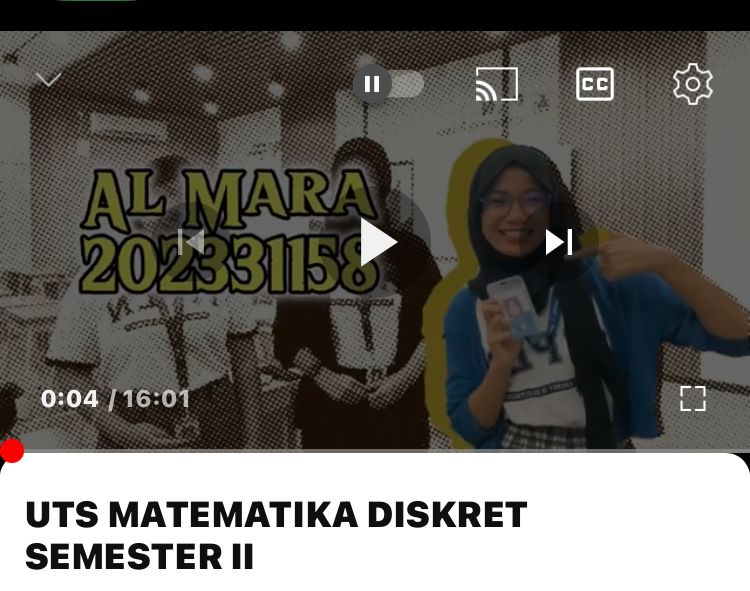 CC
AL MARA
202331158
0:04 / 16:01
UTS MATEMATIKA DISKRET
SEMESTER II